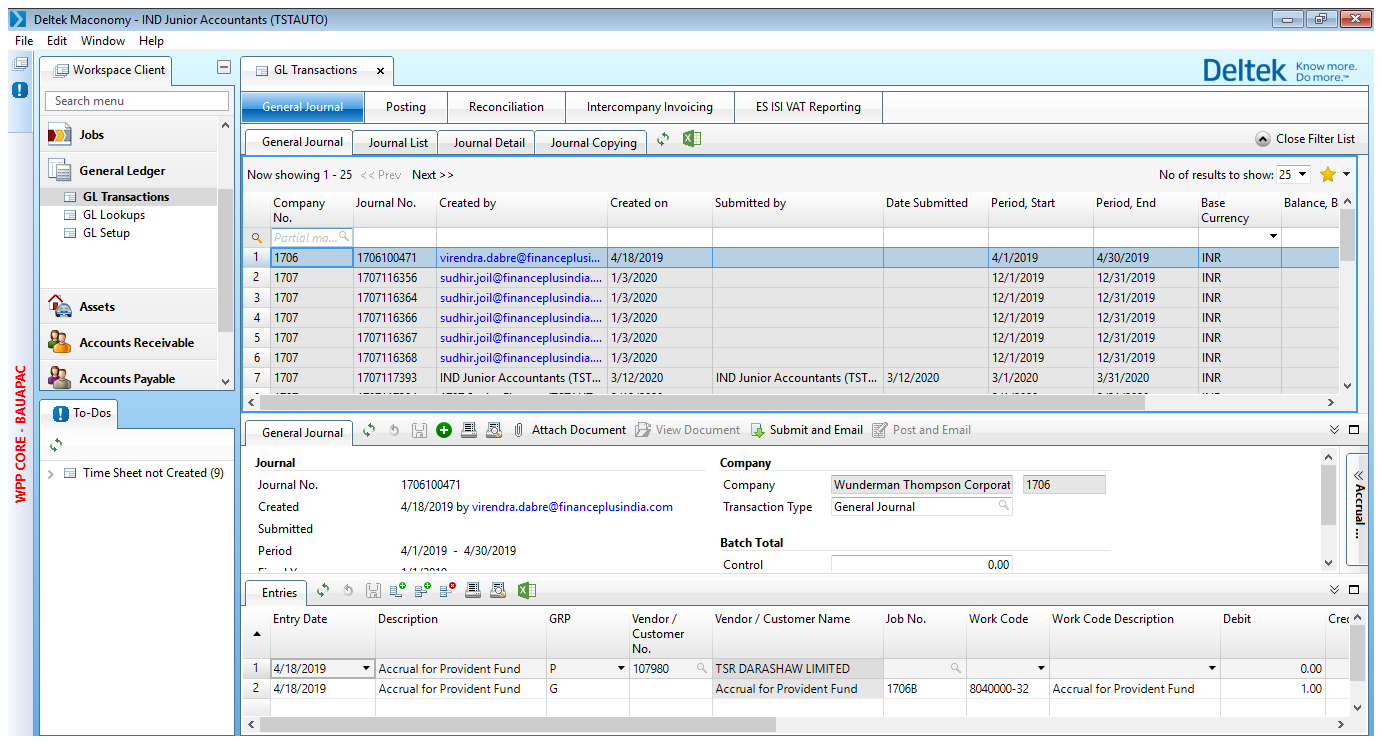 Deltek Maconomy - IND Junior Accountants (TSTAUTO)
File Edit Window Help
Workspace Client
Search menu
Jobs
General Ledger
GL Transactions
GL Lookups
GL Setup
Assets
Accounts Receivable
Accounts Payable
WPP CORE - BAUAPAC
To-Dos
Time Sheet not Created (9)
GL Transactions
Deltek Know more. Do more.™
General Journal Posting Reconciliation Intercompany Invoicing ES ISI VAT Reporting
General Journal Journal List Journal Detail Journal Copying Close Filter List
Now showing 1 - 25 << Prev Next >> No of results to show: 25
Company No. Journal No. Created by Created on Submitted by Date Submitted Period, Start Period, End Base Currency Balance, B
Partial ma...
1 1706 1706100471 virendra.dabre@financeplusi... 4/18/2019 4/1/2019 4/30/2019 INR
2 1707 1707116356 sudhir.joil@financeplusindia.... 1/3/2020 12/1/2019 12/31/2019 INR
3 1707 1707116364 sudhir.joil@financeplusindia.... 1/3/2020 12/1/2019 12/31/2019 INR
4 1707 1707116366 sudhir.joil@financeplusindia.... 1/3/2020 12/1/2019 12/31/2019 INR
5 1707 1707116367 sudhir.joil@financeplusindia.... 1/3/2020 12/1/2019 12/31/2019 INR
6 1707 1707116368 sudhir.joil@financeplusindia.... 1/3/2020 12/1/2019 12/31/2019 INR
7 1707 1707117393 IND Junior Accountants (TST... 3/12/2020 IND Junior Accountants (TST... 3/12/2020 3/1/2020 3/31/2020 INR
General Journal Attach Document View Document Submit and Email Post and Email
Journal
Journal No. 1706100471
Created 4/18/2019 by virendra.dabre@financeplusindia.com
Submitted
Period 4/1/2019 - 4/30/2019
Company
Company Wunderman Thompson Corporat 1706
Transaction Type General Journal
Batch Total
Control 0.00
Accrual ...
Entries
Entry Date Description GRP Vendor / Customer No. Vendor / Customer Name Job No. Work Code Work Code Description Debit Cre
1 4/18/2019 Accrual for Provident Fund P 107980 TSR DARASHAW LIMITED 0.00
2 4/18/2019 Accrual for Provident Fund G Accrual for Provident Fund 1706B 8040000-32 Accrual for Provident Fund 1.00